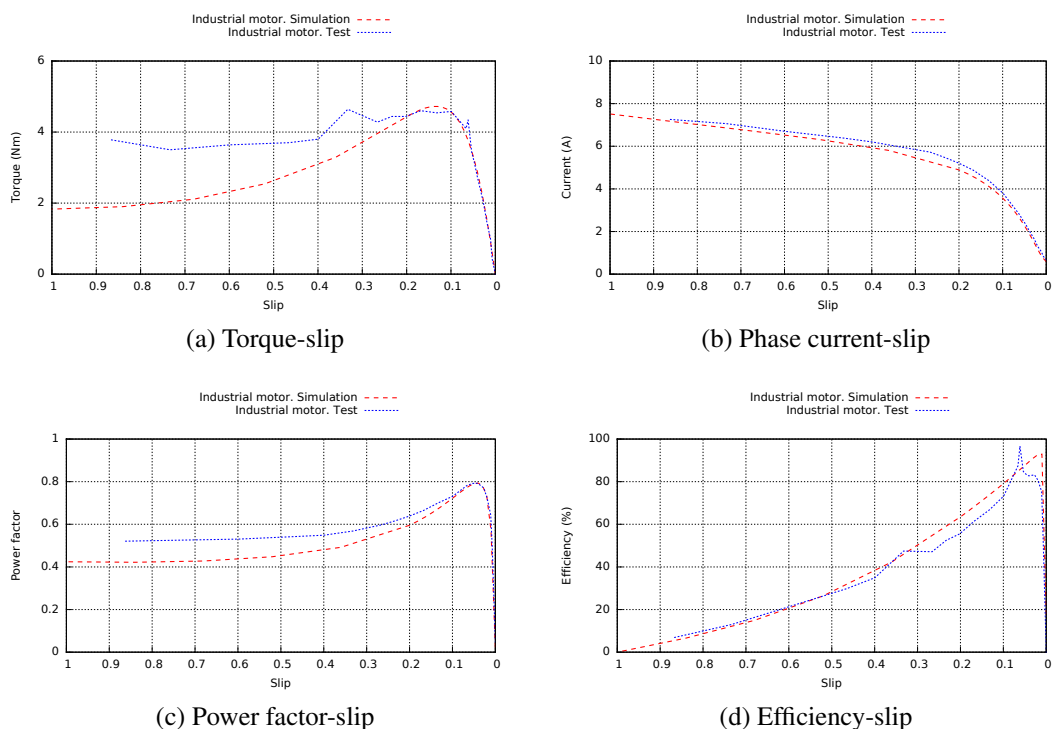 Industrial motor. Simulation
Industrial motor. Test
6
4
2
0
Torque (Nm)
1 0.9 0.8 0.7 0.6 0.5 0.4 0.3 0.2 0.1 0
Slip
(a) Torque-slip
Industrial motor. Simulation
Industrial motor. Test
10
8
6
4
2
0
Current (A)
1 0.9 0.8 0.7 0.6 0.5 0.4 0.3 0.2 0.1 0
Slip
(b) Phase current-slip
Industrial motor. Simulation
Industrial motor. Test
1
0.8
0.6
0.4
0.2
0
Power factor
1 0.9 0.8 0.7 0.6 0.5 0.4 0.3 0.2 0.1 0
Slip
(c) Power factor-slip
Industrial motor. Simulation
Industrial motor. Test
100
80
60
40
20
0
Efficiency (%)
1 0.9 0.8 0.7 0.6 0.5 0.4 0.3 0.2 0.1 0
Slip
(d) Efficiency-slip